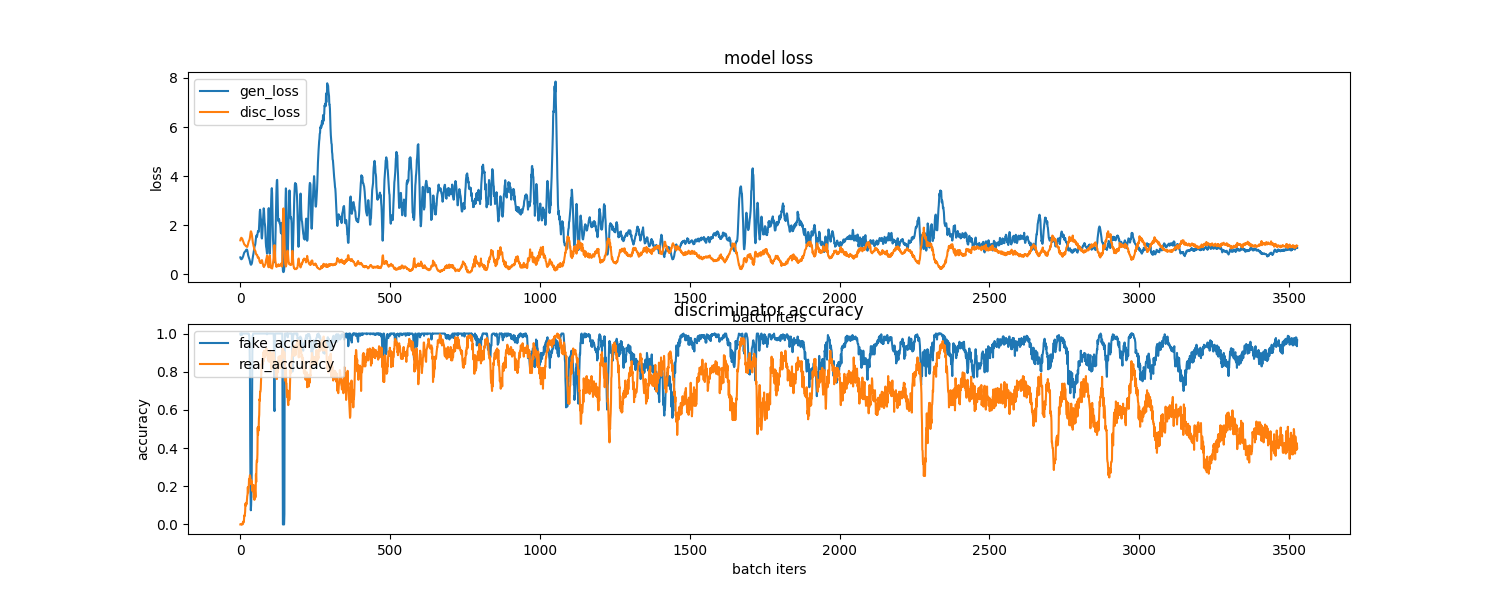 model loss
8
6
4
2
0
loss
gen_loss
disc_loss
0 500 1000 1500 2000 2500 3000 3500
batch iters
discriminator accuracy
1.0
0.8
0.6
0.4
0.2
0.0
accuracy
fake_accuracy
real_accuracy
0 500 1000 1500 2000 2500 3000 3500
batch iters